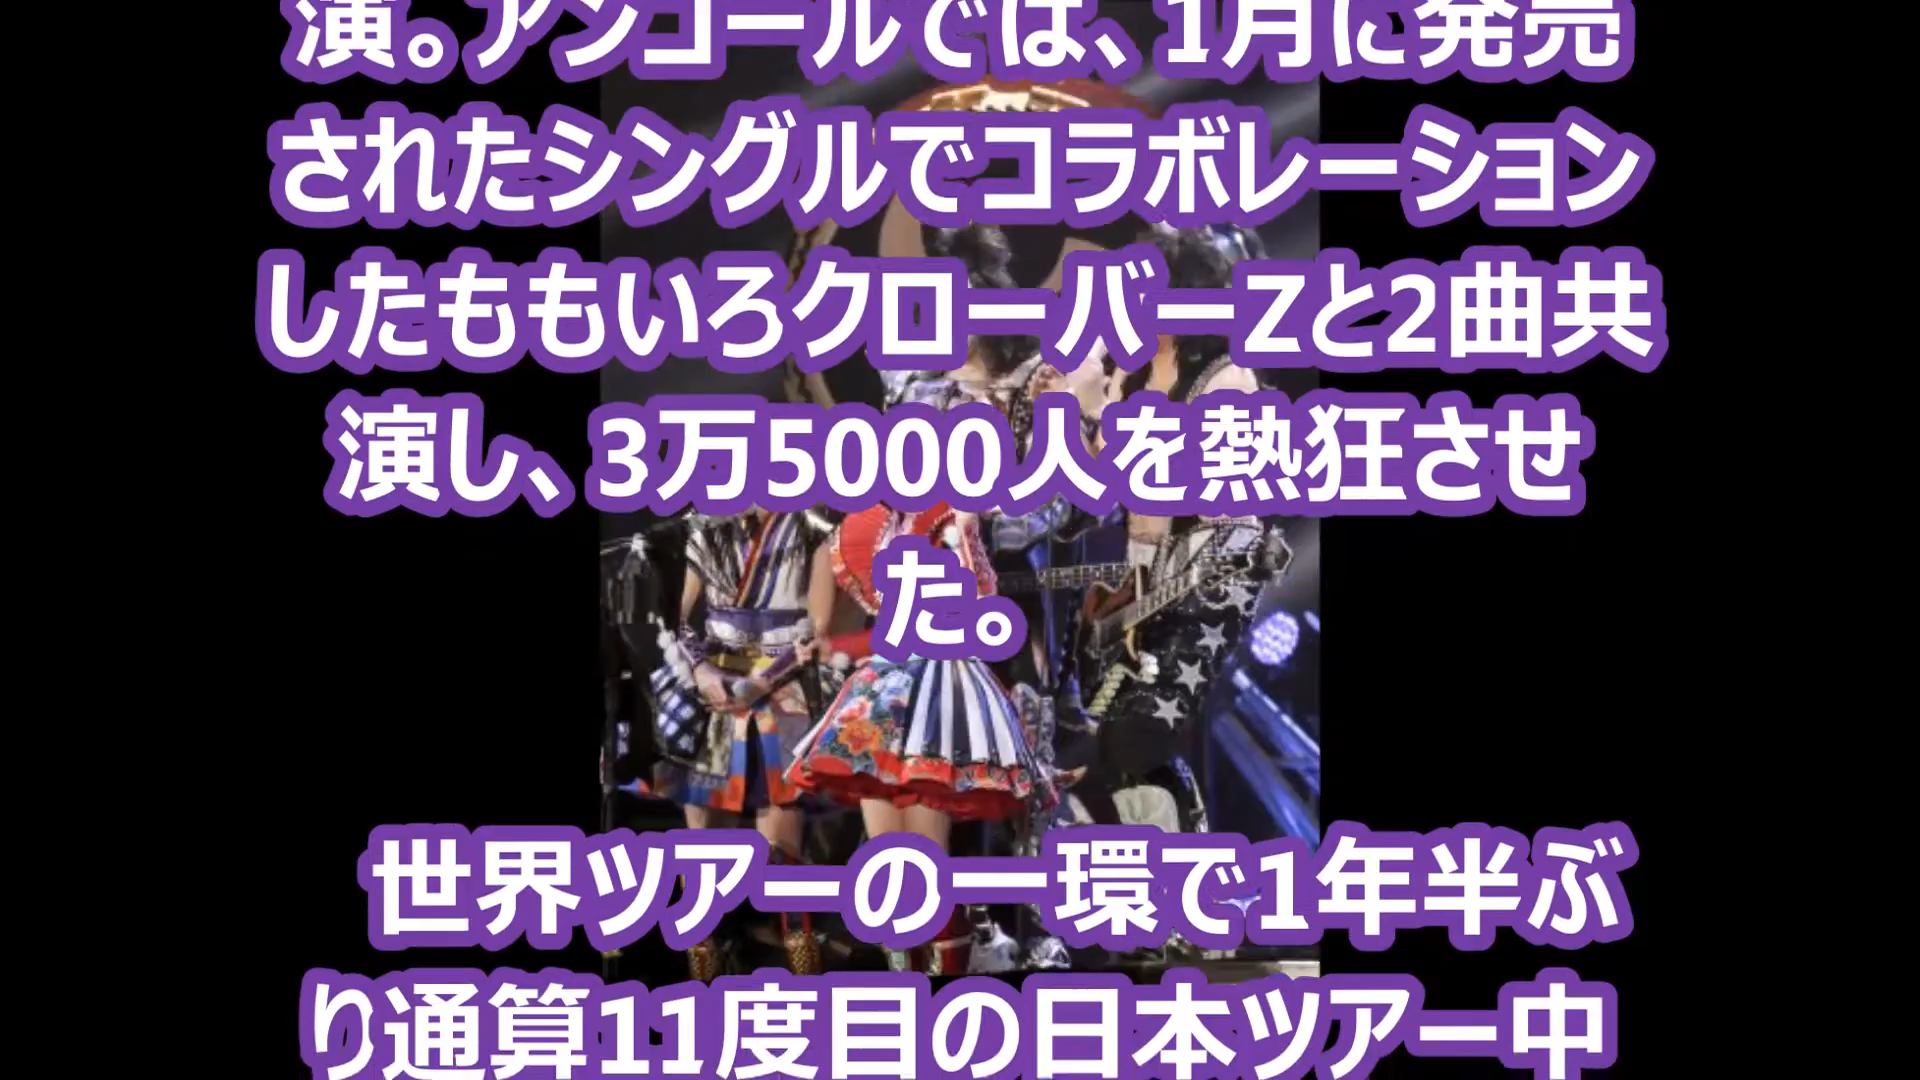 演。アンコールでは、1月に発売
されたシングルでコラボレーション
したももいろクローバーZと2曲共
演し、3万5000人を熱狂させ
た。
世界ツアーの一環で1年半ぶ
り通算11度目の日本ツアー中